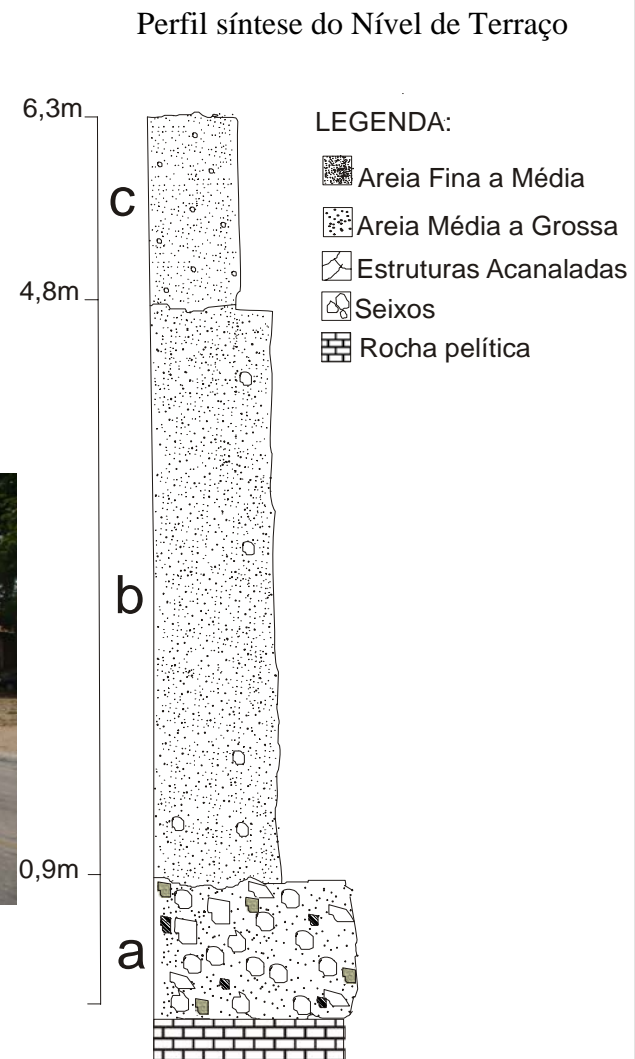 Perfil síntese do Nível de Terraço
6,3m
c
4,8m
b
0,9m
a
LEGENDA:
Areia Fina a Média
Areia Média a Grossa
Estruturas Acanaladas
Seixos
Rocha pelítica